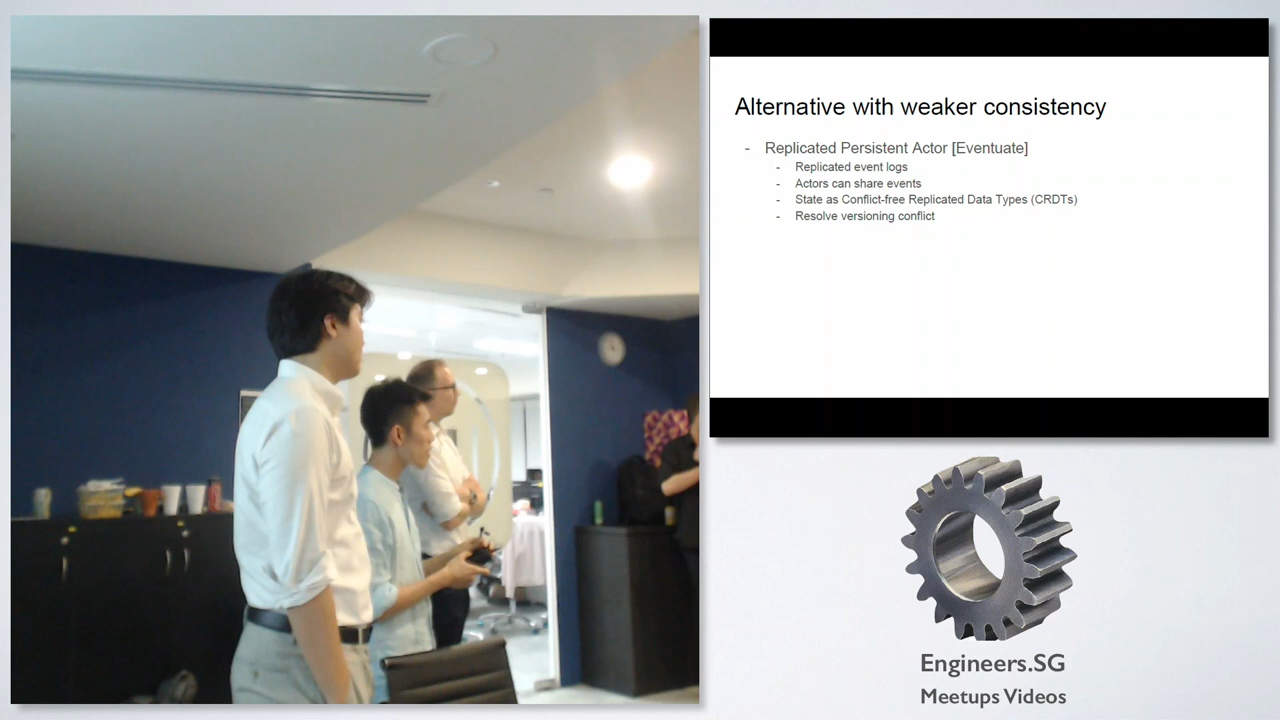 Alternative with weaker consistency
- Replicated Persistent Actor [Eventuate]
- Replicated event logs
- Actors can share events
- State as Conflict-free Replicated Data Types (CRDTs)
- Resolve versioning conflict
Engineers.SG
Meetups Videos